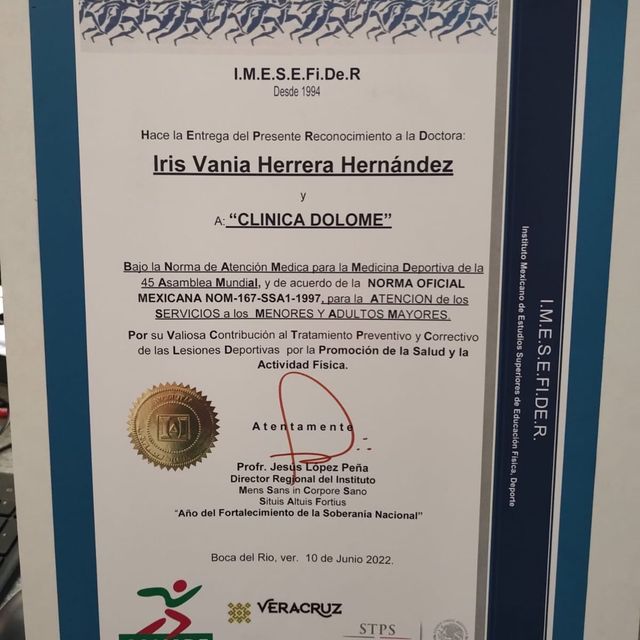 I.M.E.S.E.Fi.De.R
Desde 1994
Hace la Entrega del Presente Reconocimiento a la Doctora:
Iris Vania Herrera Hernández
y
A: “CLINICA DOLOME”
Bajo la Norma de Atención Medica para la Medicina Deportiva de la
45 Asamblea Mundial, y de acuerdo de la NORMA OFICIAL
MEXICANA NOM-167-SSA1-1997, para la ATENCION de los
SERVICIOS a los MENORES Y ADULTOS MAYORES.
Por su Valiosa Contribución al Tratamiento Preventivo y Correctivo
de las Lesiones Deportivas por la Promoción de la Salud y la
Actividad Física.
Atentamente
Profr. Jesús López Peña
Director Regional del Instituto
Mens Sans in Corpore Sano
Situis Altuis Fortius
“Año del Fortalecimiento de la Soberanía Nacional”
Boca del Rio, ver. 10 de Junio 2022.
VERACRUZ
STPS
I.M.E.S.E.FI.DE.R.
Instituto Mexicano de Estudios Superiores de Educación Física, Deporte